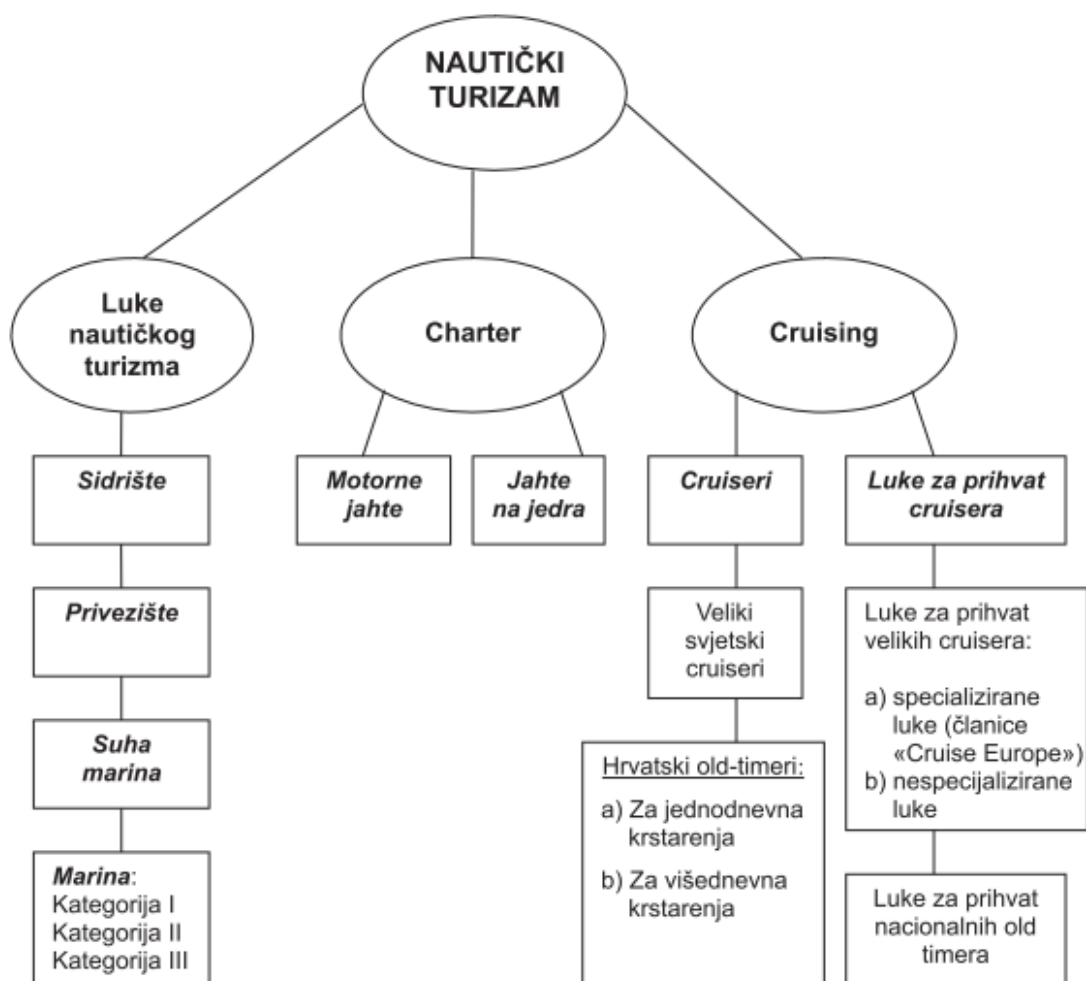 NAUTIČKI
TURIZAM
Luke
nautičkog
turizma
Charter
Cruising
Sidrište
Motorne
jahte
Jahte
na jedra
Cruiseri
Luke za prihvat
cruisera
Privezište
Veliki
svjetski
cruiseri
Luke za prihvat
velikih cruisera:
a) specializirane
luke (članice
«Cruise Europe»)
b) nespecijalizirane
luke
Suha
marina
Hrvatski old-timeri:
a) Za jednodnevna
krstarenja
b) Za višednevna
krstarenja
Marina:
Kategorija I
Kategorija II
Kategorija III
Luke za prihvat
nacionalnih old
timera